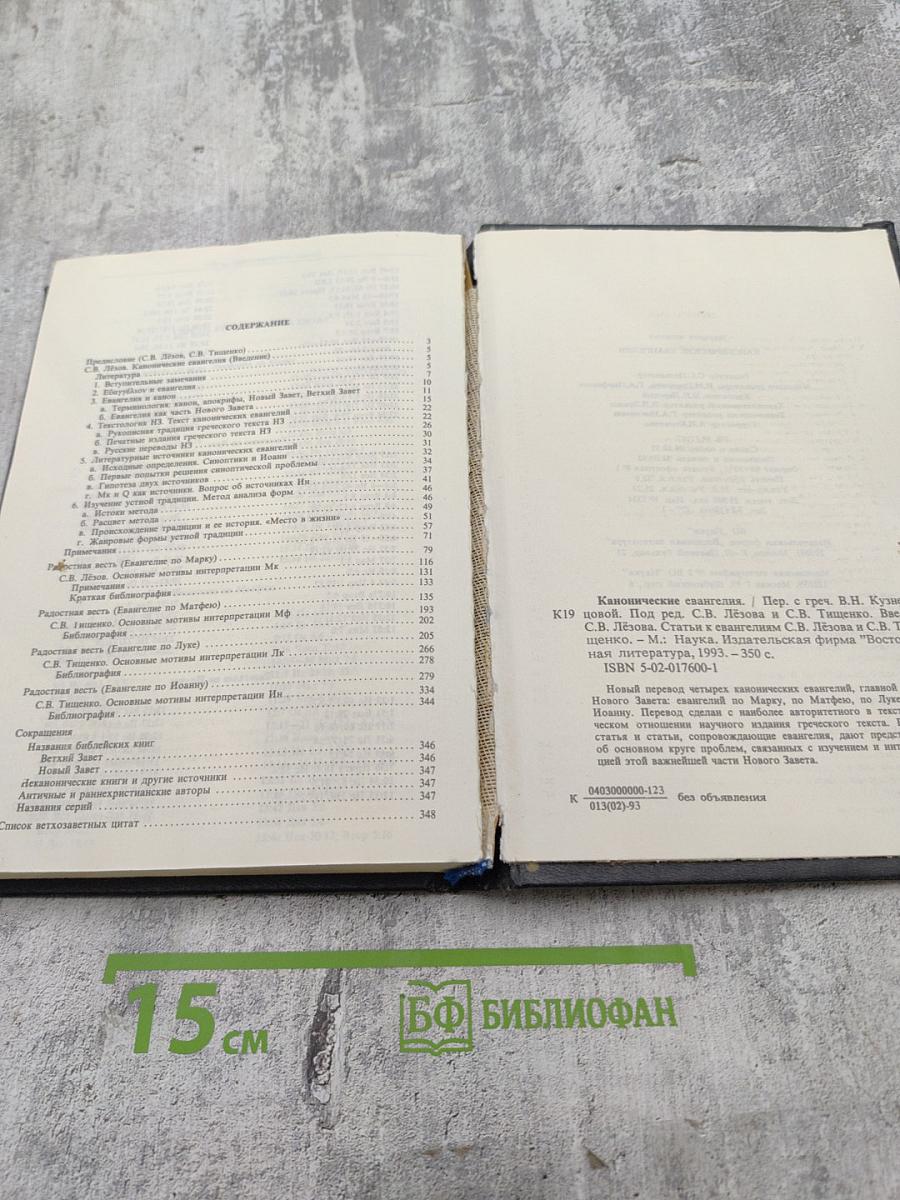 СОДЕРЖАНИЕ
Предисловие (С.В. Лёзов, С.В. Тищенко) 3
С.В. Лёзов. Канонические евангелия (Введение) 5
Литература 5
1. Вступительные замечания 5
2. Εὐαγγέλιον и евангелия 7
3. Евангелия и канон 10
а. Терминология: канон, апокрифы, Новый Завет, Ветхий Завет 11
б. Евангелия как часть Нового Завета 15
4. Текстология НЗ. Текст канонических евангелий 22
а. Рукописная традиция греческого текста НЗ 22
б. Печатные издания греческого текста НЗ 26
в. Русские переводы НЗ 30
5. Литературные источники канонических евангелий 31
а. Исходные определения. Синоптики и Иоанн 32
б. Первые попытки решения синоптической проблемы 34
в. Гипотеза двух источников 37
г. Мк и Q как источники. Вопрос об источниках Ин 41
6. Изучение устной традиции. Метод анализа форм 46
а. Истоки метода 46
б. Расцвет метода 49
в. Происхождение традиции и ее история. «Место в жизни» 51
г. Жанровые формы устной традиции 57
Примечания 71
Радостная весть (Евангелие по Марку) 79
С.В. Лёзов. Основные мотивы интерпретации Мк 116
Примечания 131
Краткая библиография 133
Радостная весть (Евангелие по Матфею) 135
С.В. Тищенко. Основные мотивы интерпретации Мф 193
Библиография 202
Радостная весть (Евангелие по Луке) 205
С.В. Тищенко. Основные мотивы интерпретации Лк 266
Библиография 278
Радостная весть (Евангелие по Иоанну) 279
С.В. Тищенко. Основные мотивы интерпретации Ин 334
Библиография 344
Сокращения
Названия библейских книг 346
Ветхий Завет 346
Новый Завет 347
Неканонические книги и другие источники 347
Античные и раннехристианские авторы 347
Названия серий 348
Список ветхозаветных цитат
Канонические евангелия. / Пер. с греч. В.Н. Кузне
К19 цовой. Под ред. С.В. Лёзова и С.В. Тищенко. Вве
С.В. Лёзова. Статьи к евангелиям С.В. Лёзова и С.В. Т
щенко. – М.: Наука. Издательская фирма "Восто
ная литература, 1993. – 350 с.
ISBN 5-02-017600-1
Новый перевод четырех канонических евангелий, главной
Нового Завета: евангелий по Марку, по Матфею, по Луке
Иоанну. Перевод сделан с наиболее авторитетного в текст
ческом отношении научного издания греческого текста.
статья и статьи, сопровождающие евангелия, дают предст
об основном круге проблем, связанных с изучением и инт
цией этой важнейшей части Нового Завета.
К 0403000000-123 без объявления
013(02)-93
15 см
БФ БИБЛИОФАН